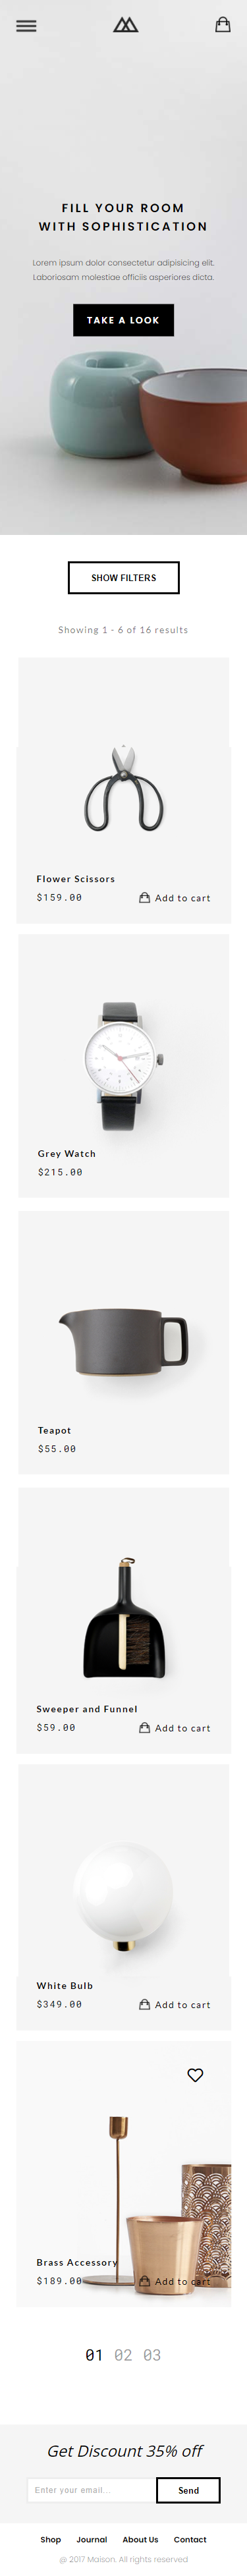 FILL YOUR ROOM
WITH SOPHISTICATION
Lorem ipsum dolor consectetur adipisicing elit.
Laboriosam molestiae officiis asperiores dicta.
TAKE A LOOK
SHOW FILTERS
Showing 1 - 6 of 16 results
Flower Scissors
$159.00
Add to cart
Grey Watch
$215.00
Teapot
$55.00
Sweeper and Funnel
$59.00
Add to cart
White Bulb
$349.00
Add to cart
Brass Accessory
$189.00
Add to cart
01 02 03
Get Discount 35% off
Enter your email...
Send
Shop Journal About Us Contact
@ 2017 Maison. All rights reserved